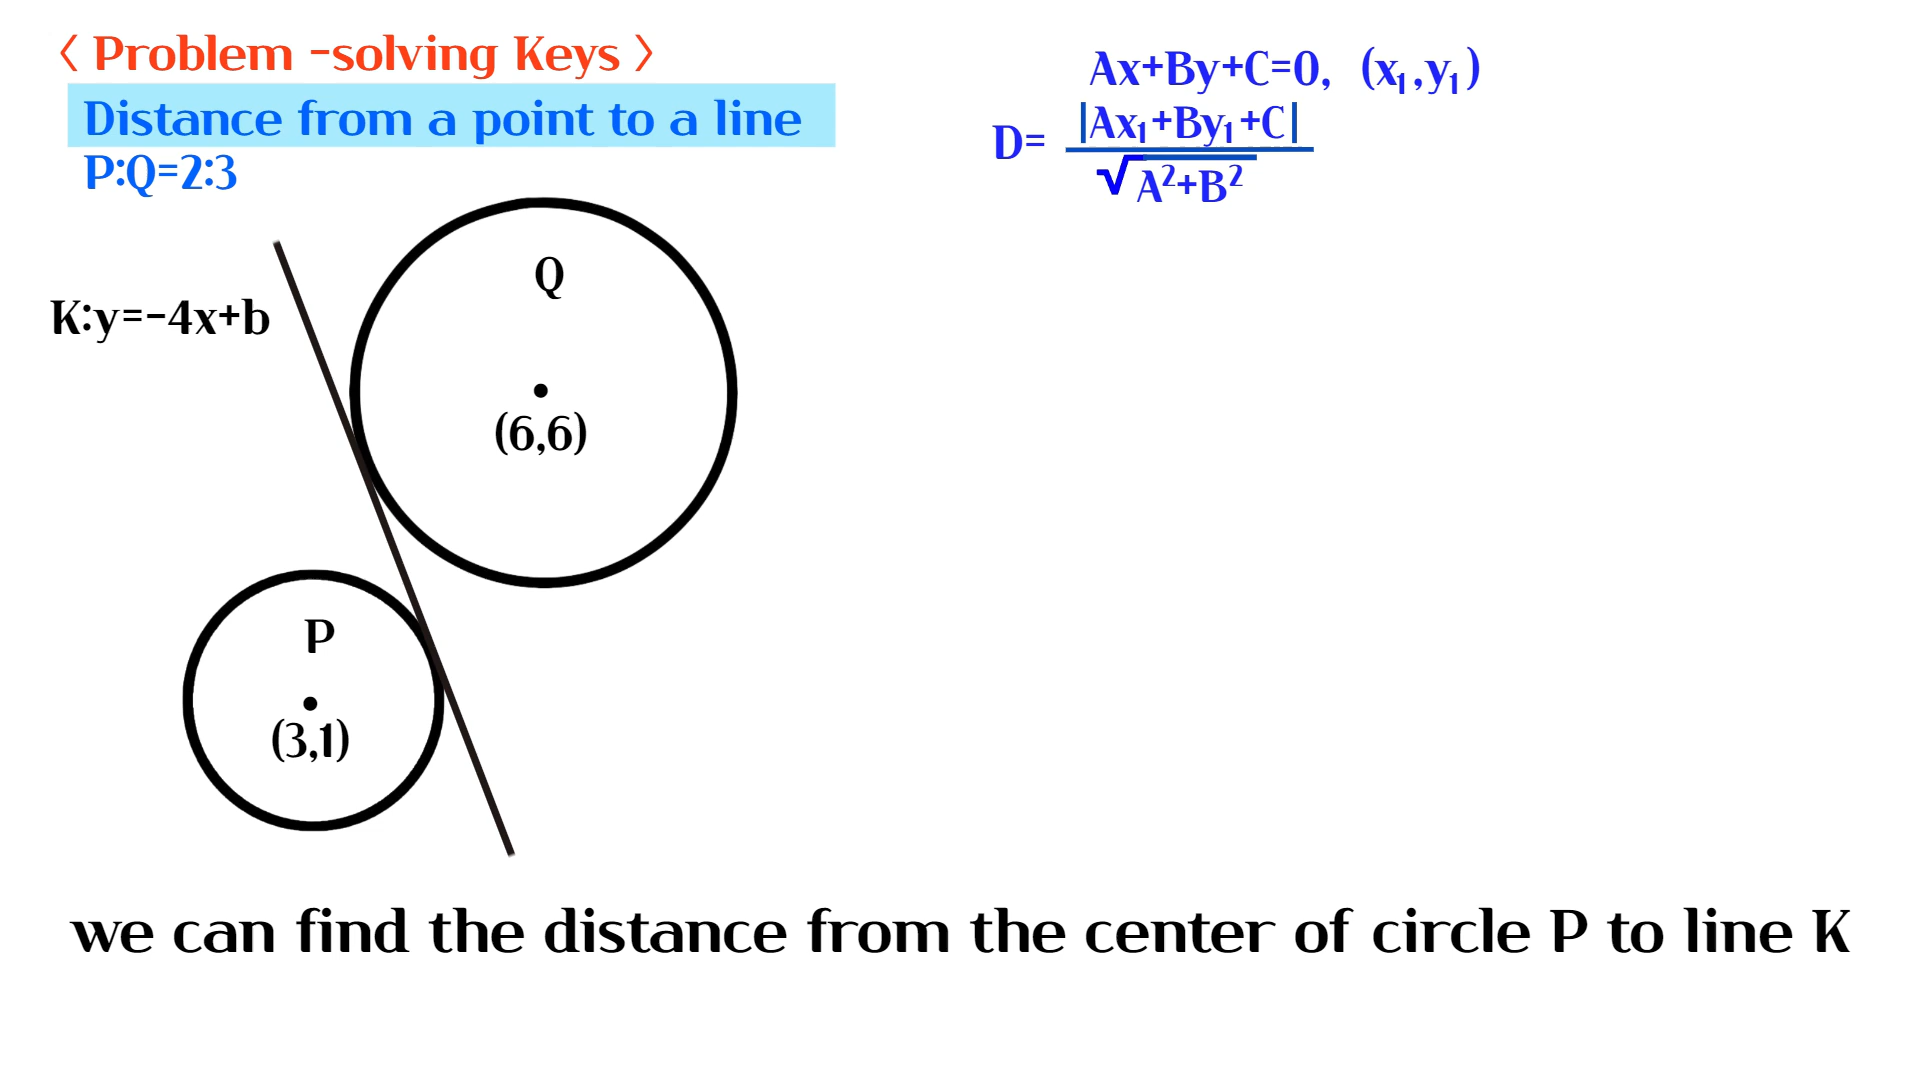 〈 Problem -solving Keys 〉
Distance from a point to a line
P:Q=2:3
Ax+By+C=0, (x₁,y₁)
D= |Ax₁+By₁+C|
√A²+B²
Q
K:y=-4x+b
(6,6)
P
(3,1)
we can find the distance from the center of circle P to line K